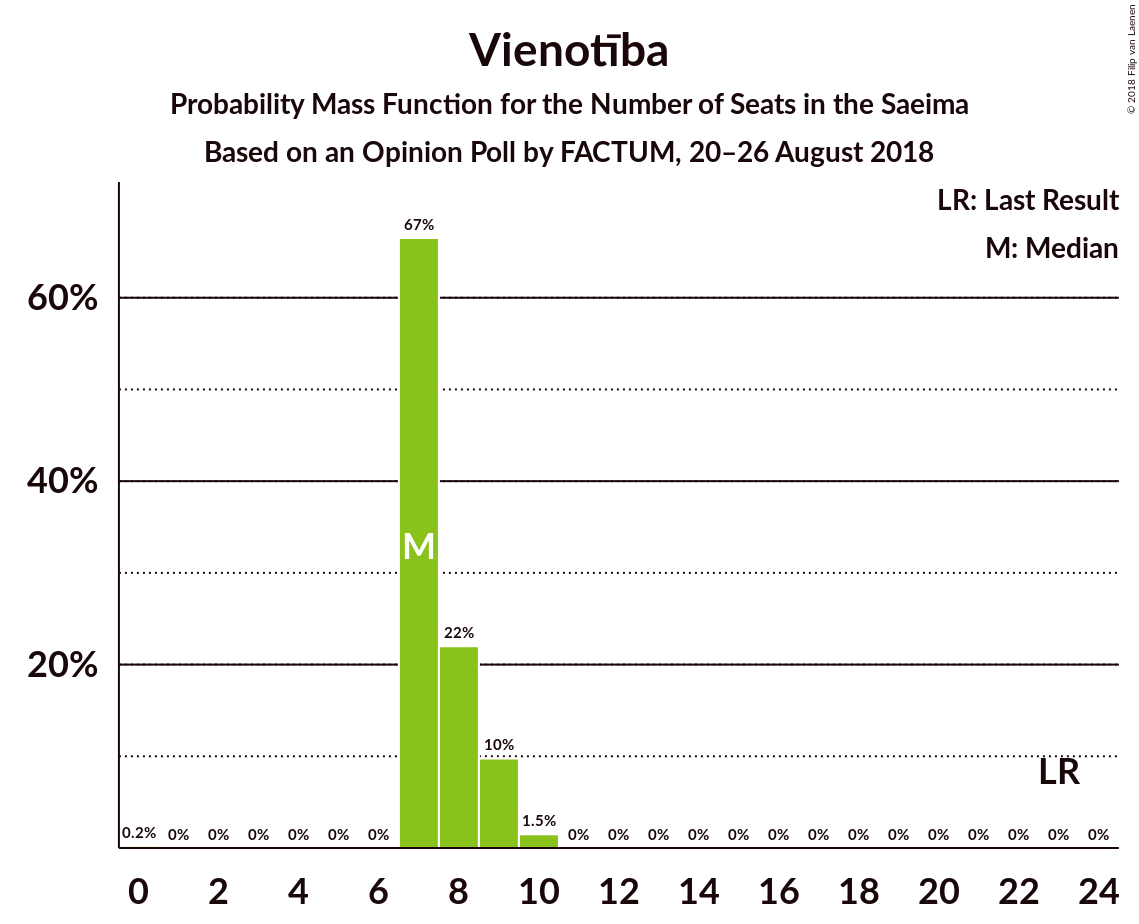 Vienotība
Probability Mass Function for the Number of Seats in the Saeima
Based on an Opinion Poll by FACTUM, 20–26 August 2018
© 2018 Filip van Laenen
LR: Last Result
M: Median
60%
40%
20%
0.2% 0% 0% 0% 0% 0% 0% 67% 22% 10% 1.5% 0% 0% 0% 0% 0% 0% 0% 0% 0% 0% 0% 0% 0% 0%
M
LR
0 2 4 6 8 10 12 14 16 18 20 22 24